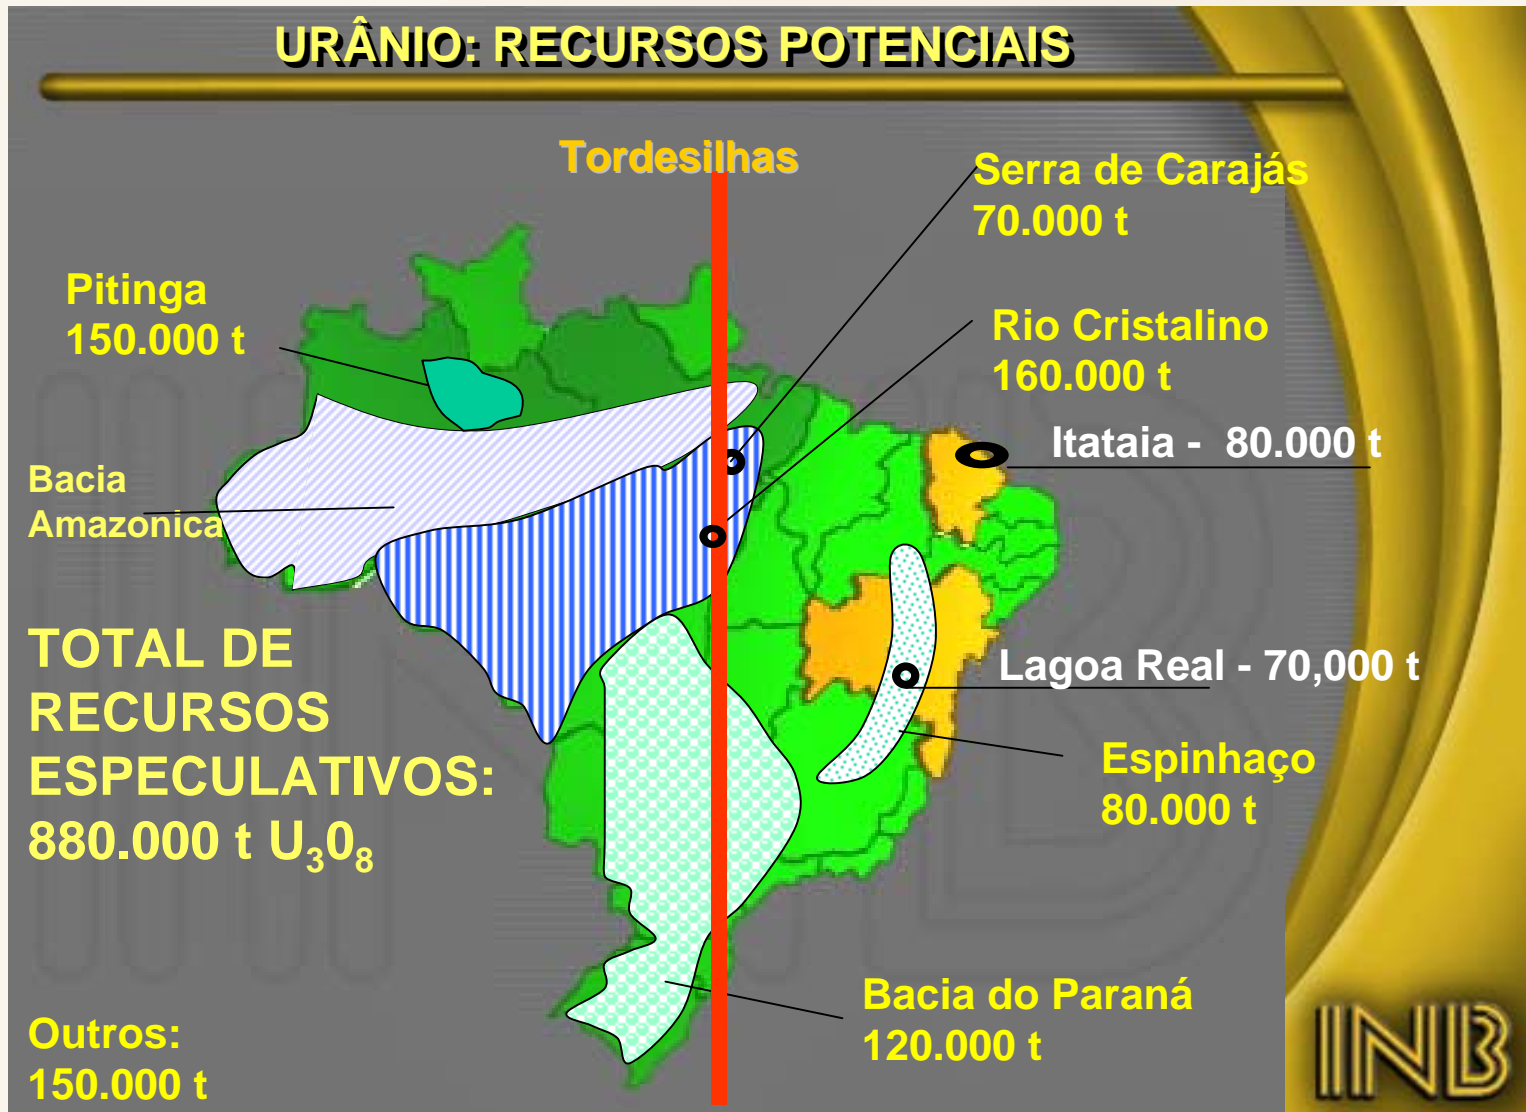 URÂNIO: RECURSOS POTENCIAIS
Tordesilhas
Serra de Carajás
70.000 t
Pitinga
150.000 t
Rio Cristalino
160.000 t
Itataia - 80.000 t
Bacia
Amazonica
TOTAL DE
RECURSOS
ESPECULATIVOS:
880.000 t U₃0₈
Lagoa Real - 70,000 t
Espinhaço
80.000 t
Bacia do Paraná
120.000 t
Outros:
150.000 t
INB